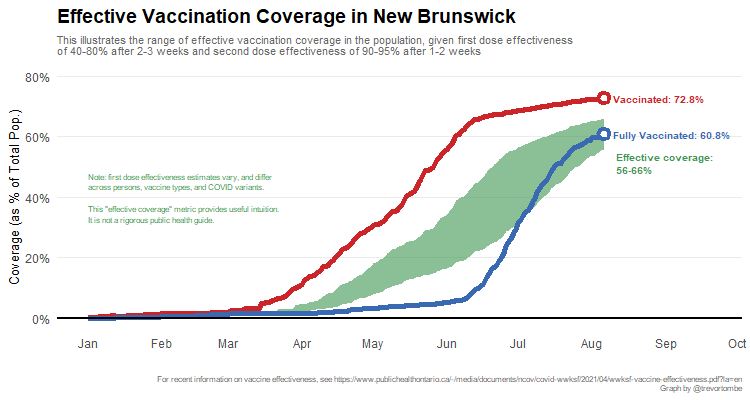 Effective Vaccination Coverage in New Brunswick
This illustrates the range of effective vaccination coverage in the population, given first dose effectiveness
of 40-80% after 2-3 weeks and second dose effectiveness of 90-95% after 1-2 weeks
80%
60%
40%
20%
0%
Coverage (as % of Total Pop.)
Vaccinated: 72.8%
Fully Vaccinated: 60.8%
Effective coverage:
56-66%
Note: first dose effectiveness estimates vary, and differ
across persons, vaccine types, and COVID variants.
This "effective coverage" metric provides useful intuition.
It is not a rigorous public health guide.
Jan Feb Mar Apr May Jun Jul Aug Sep Oct
For recent information on vaccine effectiveness, see https://www.publichealthontario.ca/-/media/documents/ncov/covid-wwksf/2021/04/wwksf-vaccine-effectiveness.pdf?la=en
Graph by @trevortombe